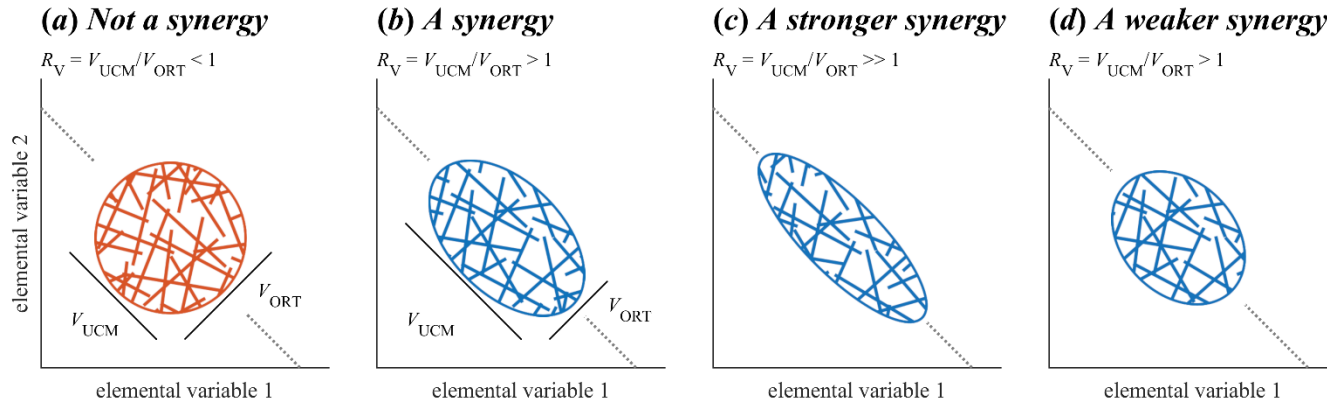 (a) Not a synergy
R_V = V_UCM/V_ORT < 1
elemental variable 2
V_UCM
V_ORT
elemental variable 1
(b) A synergy
R_V = V_UCM/V_ORT > 1
V_UCM
V_ORT
elemental variable 1
(c) A stronger synergy
R_V = V_UCM/V_ORT >> 1
elemental variable 1
(d) A weaker synergy
R_V = V_UCM/V_ORT > 1
elemental variable 1